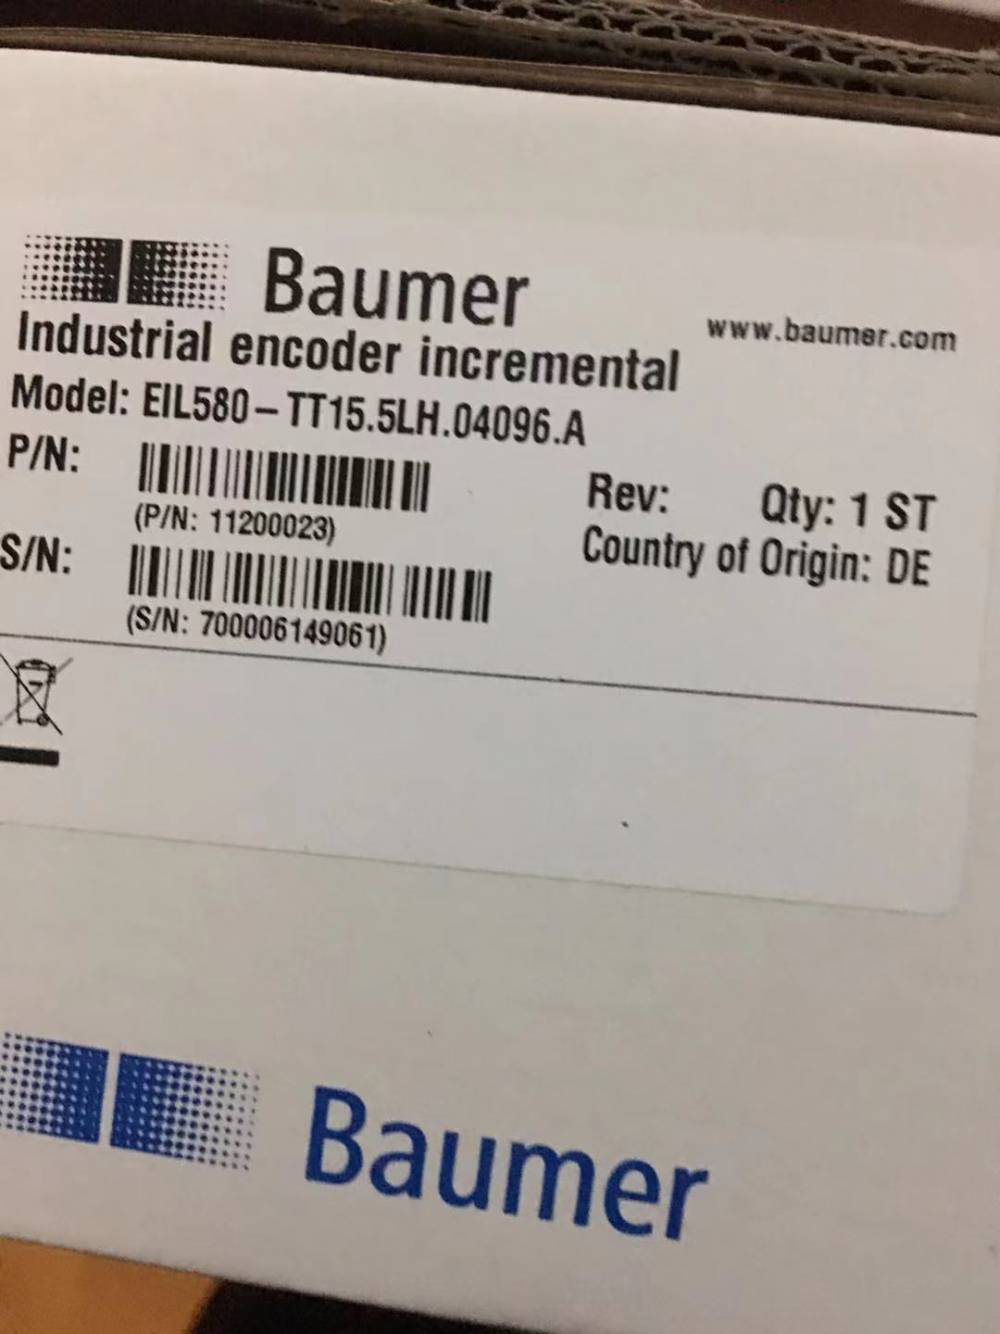 Baumer
www.baumer.com
Industrial encoder incremental
Model: EIL580-TT15.5LH.04096.A
P/N:
(P/N: 11200023)
Rev:
Qty: 1 ST
Country of Origin: DE
S/N:
(S/N: 700006149061)
Baumer